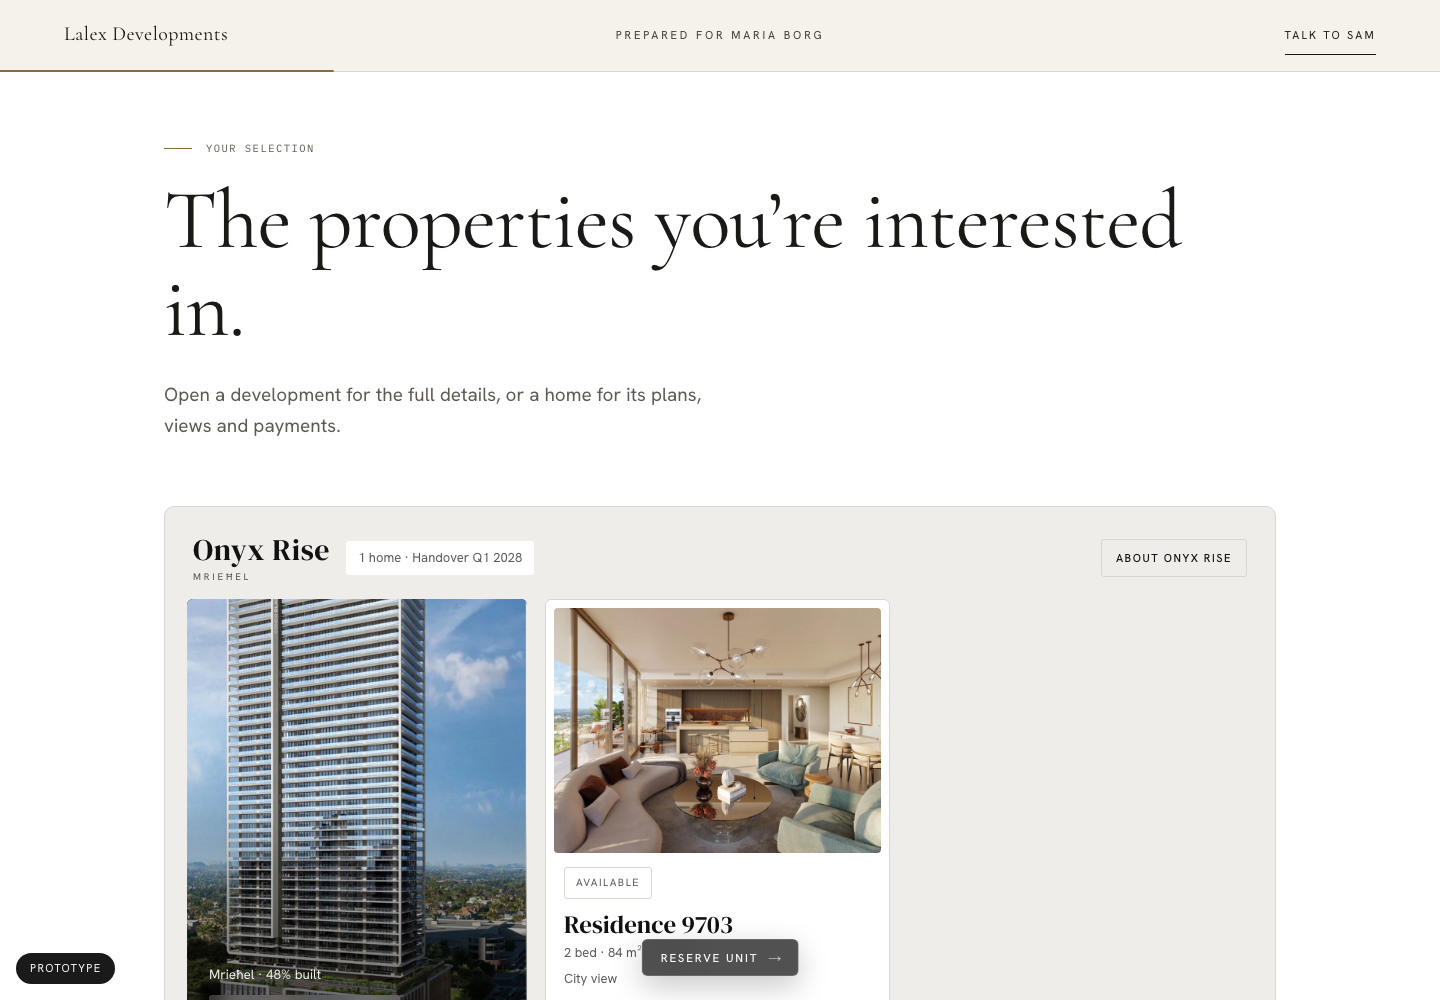 Lalex Developments
PREPARED FOR MARIA BORG
TALK TO SAM
YOUR SELECTION
The properties you’re interested
in.
Open a development for the full details, or a home for its plans,
views and payments.
Onyx Rise
MRIEĦEL
1 home · Handover Q1 2028
ABOUT ONYX RISE
AVAILABLE
Residence 9703
2 bed · 84 m²
City view
RESERVE UNIT →
Mrieħel · 48% built
PROTOTYPE